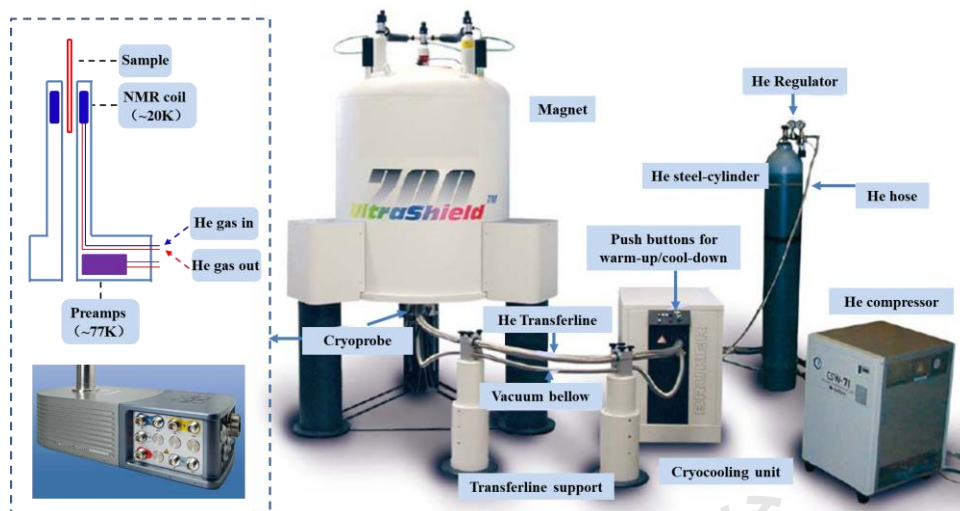 Sample
NMR coil
(~20K)
He gas in
He gas out
Preamps
(~77K)
Magnet
700
UltraShield™
He Regulator
He steel-cylinder
He hose
Push buttons for
warm-up/cool-down
He compressor
He Transferline
Cryoprobe
Vacuum bellow
BRUKER
CSW-71
Cryocooling unit
Transferline support